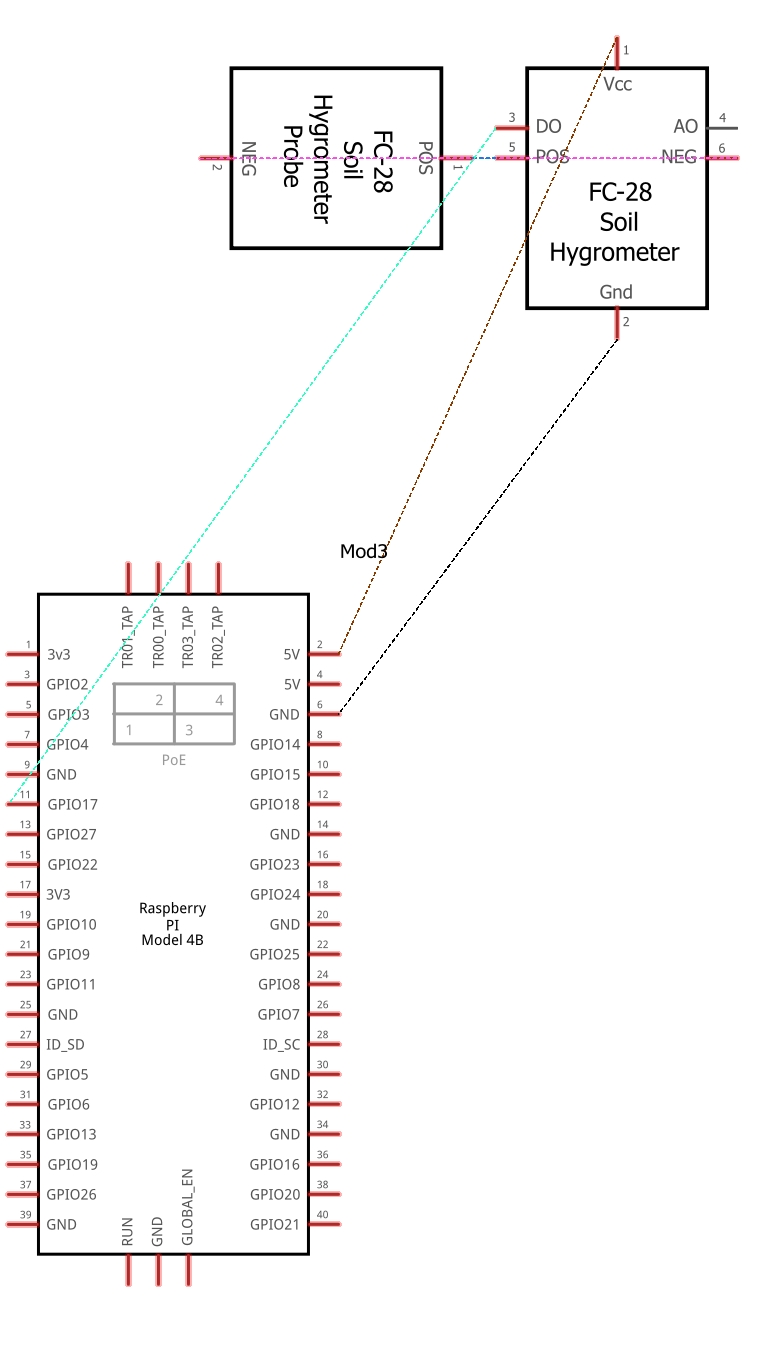 1
Vcc
3
DO
AO
4
5
POS
NEG
6
FC-28
Soil
Hygrometer
Gnd
2
FC-28
Soil
Hygrometer
Probe
NEG
2
POS
1
Mod3
TR01_TAP
TR00_TAP
TR03_TAP
TR02_TAP
2
4
1
3
PoE
Raspberry
PI
Model 4B
1 3v3
5V 2
3 GPIO2
5V 4
5 GPIO3
GND 6
7 GPIO4
GPIO14 8
9 GND
GPIO15 10
11 GPIO17
GPIO18 12
13 GPIO27
GND 14
15 GPIO22
GPIO23 16
17 3V3
GPIO24 18
19 GPIO10
GND 20
21 GPIO9
GPIO25 22
23 GPIO11
GPIO8 24
25 GND
GPIO7 26
27 ID_SD
ID_SC 28
29 GPIO5
GND 30
31 GPIO6
GPIO12 32
33 GPIO13
GND 34
35 GPIO19
GPIO16 36
37 GPIO26
GPIO20 38
39 GND
GPIO21 40
RUN
GND
GLOBAL_EN